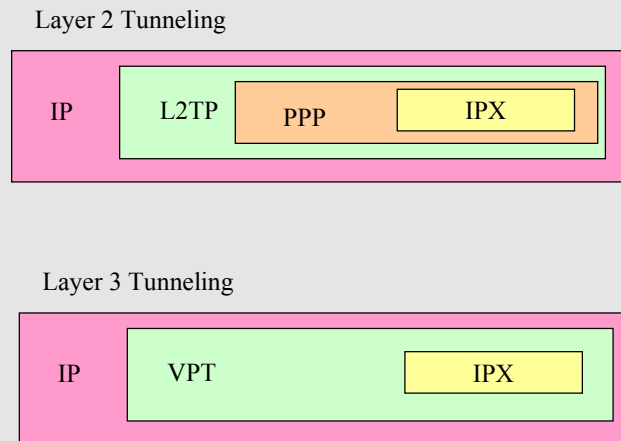 Layer 2 Tunneling
IP L2TP PPP IPX
Layer 3 Tunneling
IP VPT IPX